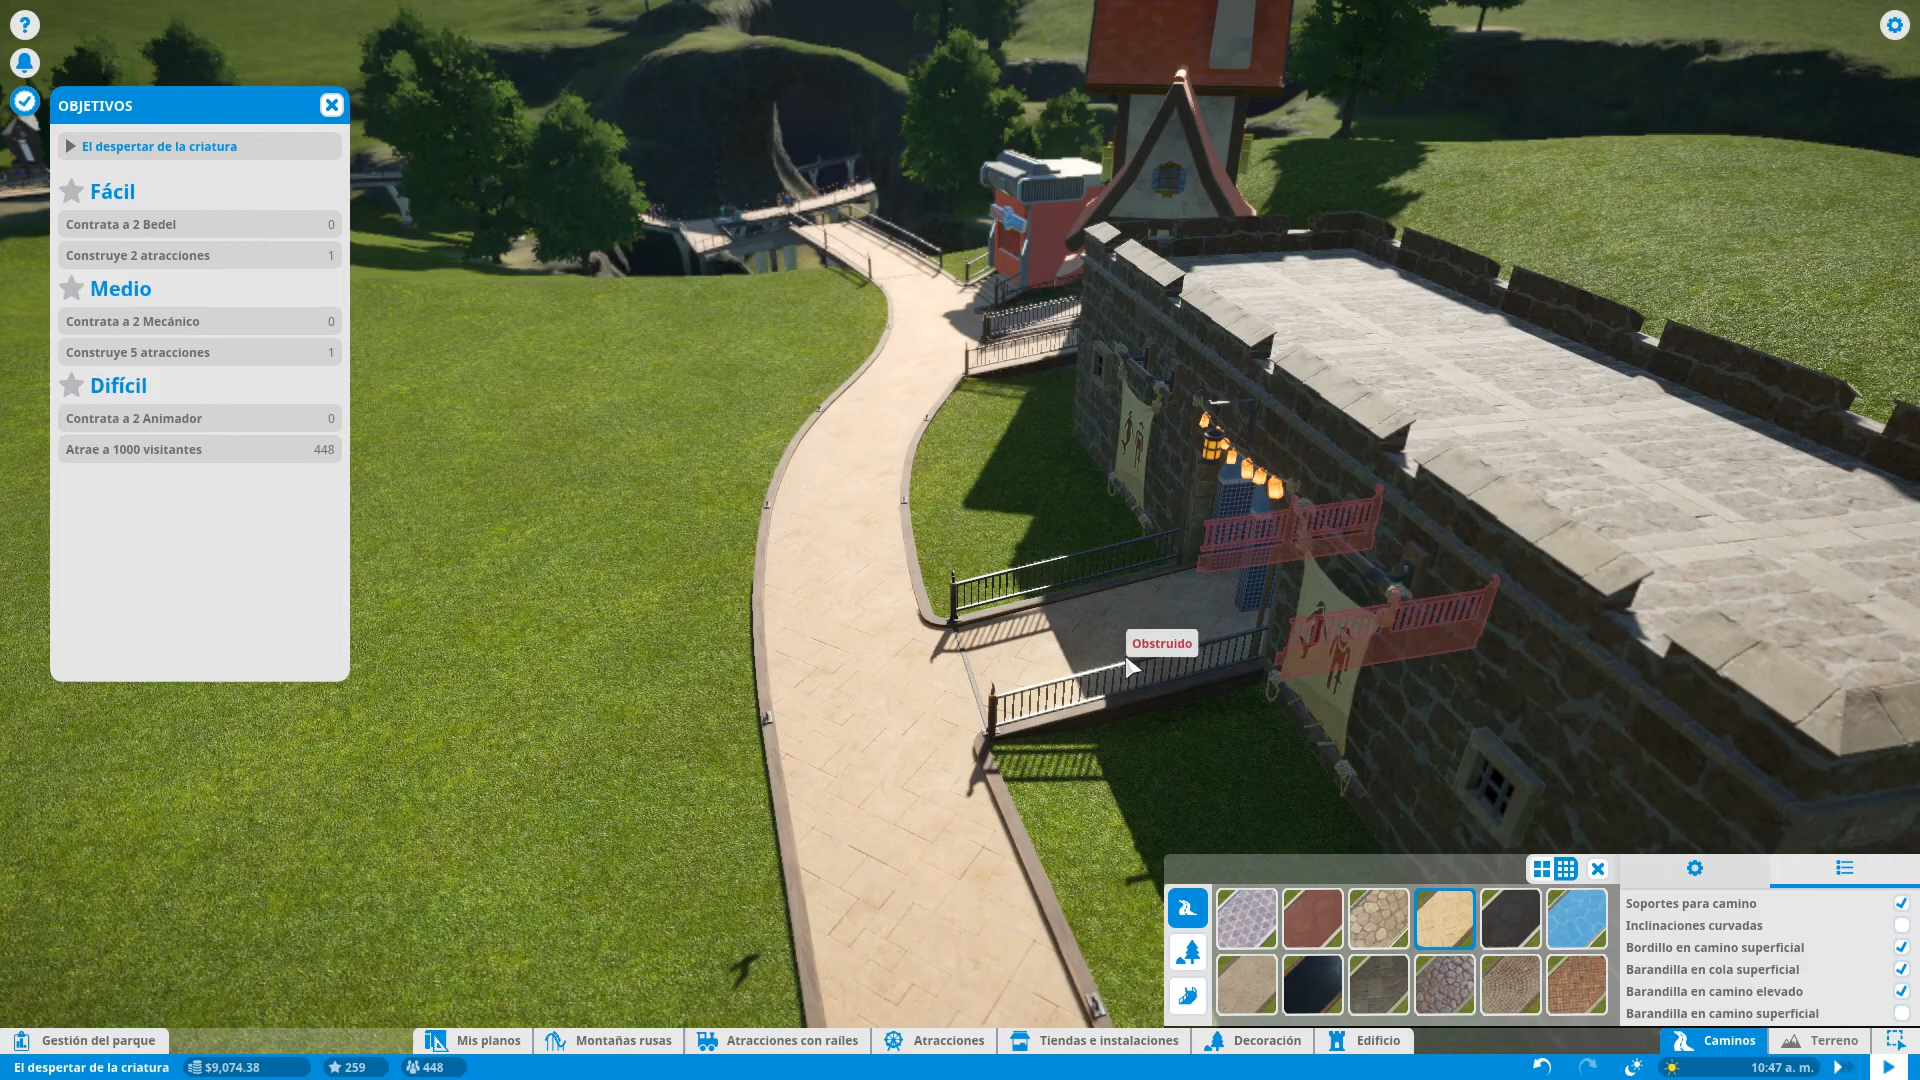 ?
OBJETIVOS
El despertar de la criatura
Fácil
Contrata a 2 Bedel 0
Construye 2 atracciones 1
Medio
Contrata a 2 Mecánico 0
Construye 5 atracciones 1
Difícil
Contrata a 2 Animador 0
Atrae a 1000 visitantes 448
Obstruido
Soportes para camino
Inclinaciones curvadas
Bordillo en camino superficial
Barandilla en cola superficial
Barandilla en camino elevado
Barandilla en camino superficial
Gestión del parque
Mis planos
Montañas rusas
Atracciones con raíles
Atracciones
Tiendas e instalaciones
Decoración
Edificio
Caminos
Terreno
El despertar de la criatura
$9,074.38
259
448
10:47 a. m.